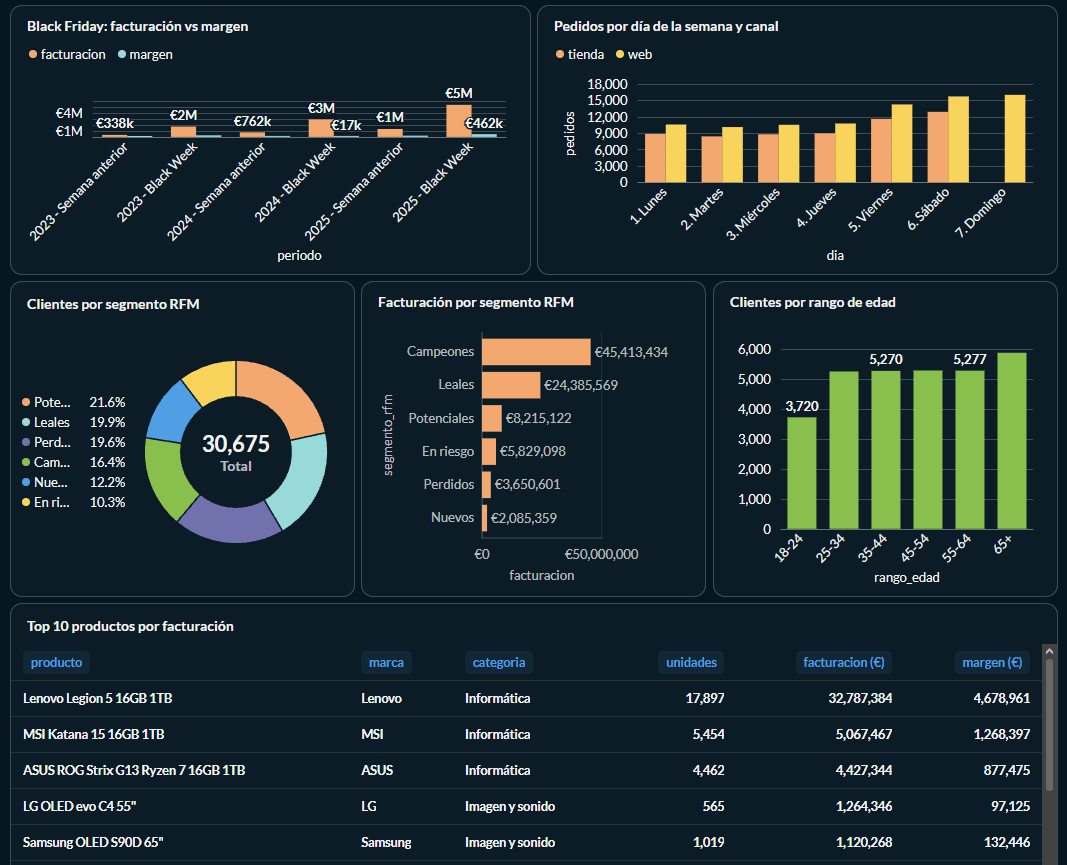 Black Friday: facturación vs margen
facturacion margen
€4M
€1M
€338k
€2M
€762k
€3M
€17k
€1M
€5M
€462k
2023 - Semana anterior
2023 - Black Week
2024 - Semana anterior
2024 - Black Week
2025 - Semana anterior
2025 - Black Week
periodo
Pedidos por día de la semana y canal
tienda web
pedidos
18,000
15,000
12,000
9,000
6,000
3,000
0
1. Lunes
2. Martes
3. Miércoles
4. Jueves
5. Viernes
6. Sábado
7. Domingo
dia
Clientes por segmento RFM
Pote... 21.6%
Leales 19.9%
Perd... 19.6%
Cam... 16.4%
Nue... 12.2%
En ri... 10.3%
30,675
Total
Facturación por segmento RFM
segmento_rfm
Campeones €45,413,434
Leales €24,385,569
Potenciales €8,215,122
En riesgo €5,829,098
Perdidos €3,650,601
Nuevos €2,085,359
€0 €50,000,000
facturacion
Clientes por rango de edad
6,000
5,000
4,000
3,000
2,000
1,000
0
3,720
5,270
5,277
18-24
25-34
35-44
45-54
55-64
65+
rango_edad
Top 10 productos por facturación
producto marca categoria unidades facturacion (€) margen (€)
Lenovo Legion 5 16GB 1TB Lenovo Informática 17,897 32,787,384 4,678,961
MSI Katana 15 16GB 1TB MSI Informática 5,454 5,067,467 1,268,397
ASUS ROG Strix G13 Ryzen 7 16GB 1TB ASUS Informática 4,462 4,427,344 877,475
LG OLED evo C4 55" LG Imagen y sonido 565 1,264,346 97,125
Samsung OLED S90D 65" Samsung Imagen y sonido 1,019 1,120,268 132,446